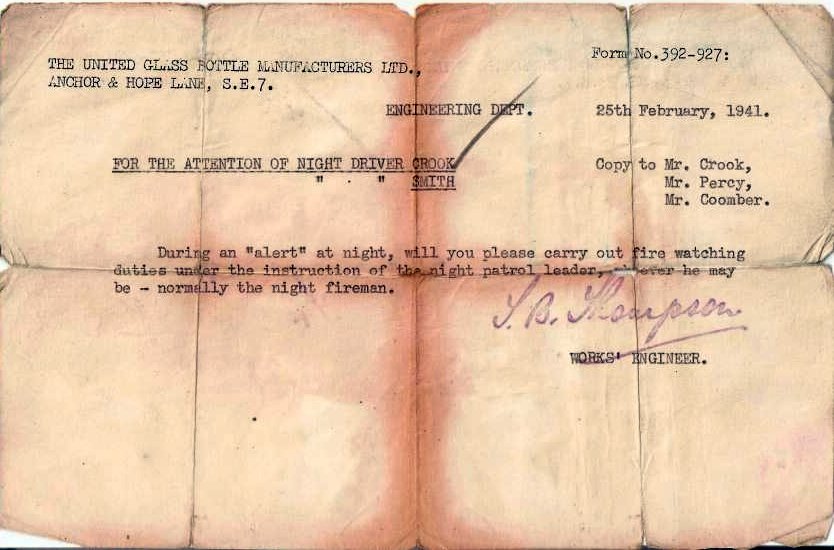 THE UNITED GLASS BOTTLE MANUFACTURERS LTD.,
ANCHOR & HOPE LANE, S.E.7.
Form No.392-927:
ENGINEERING DEPT.
25th February, 1941.
FOR THE ATTENTION OF NIGHT DRIVER CROOK
" . " SMITH
Copy to Mr. Crook,
Mr. Percy,
Mr. Coomber.
During an "alert" at night, will you please carry out fire watching
duties under the instruction of the night patrol leader, ever he may
be - normally the night fireman.
S. B. Thompson
WORKS' ENGINEER.